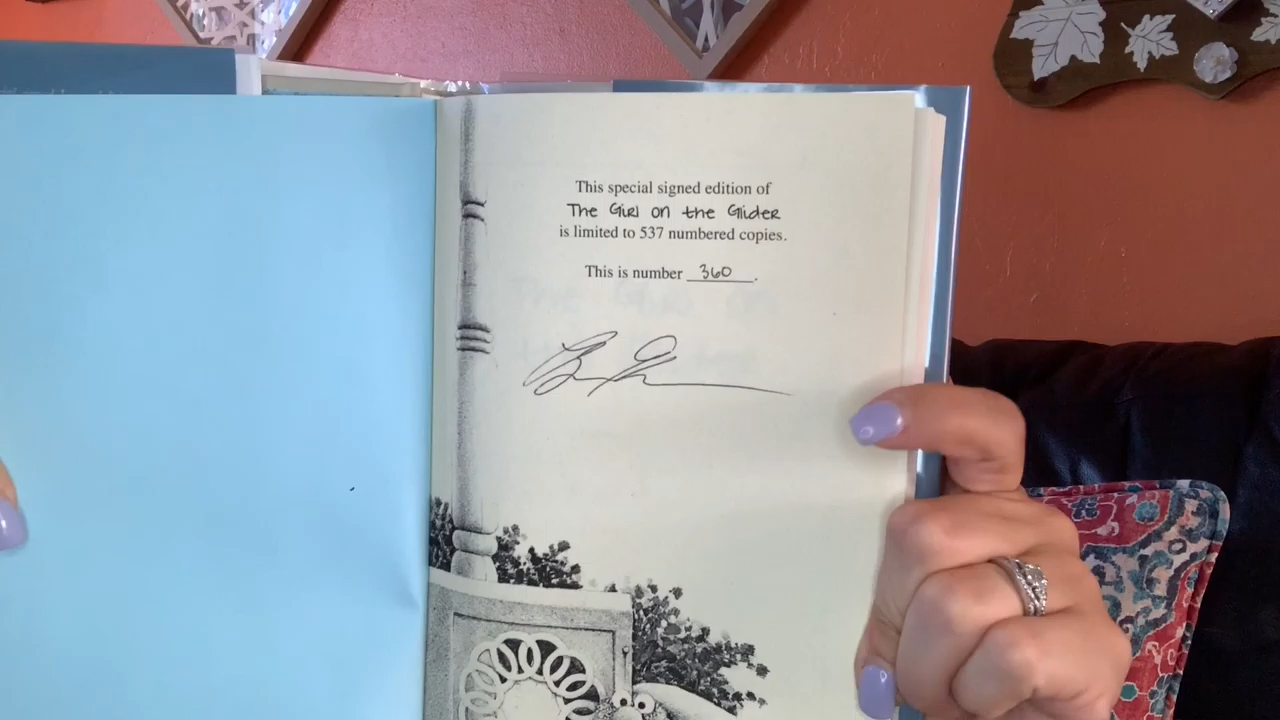 This special signed edition of
The Girl on the Glider
is limited to 537 numbered copies.
This is number 360.